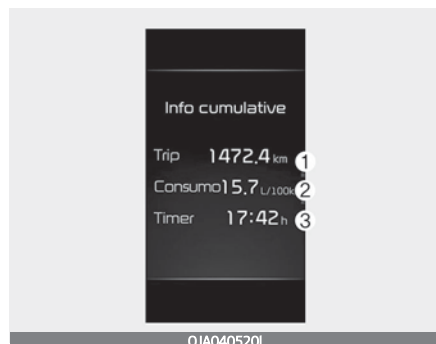 Info cumulative
Trip 1472.4 km ①
Consumo 15.7 L/100k ②
Timer 17:42 h ③
OJA040520L